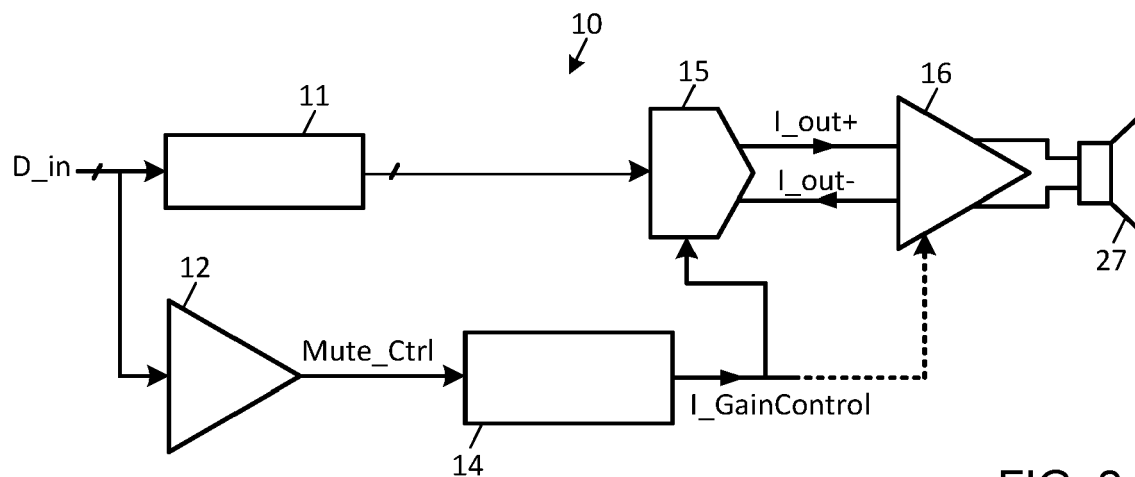 10
11
15
16
I_out+
D_in
I_out-
27
12
Mute_Ctrl
I_GainControl
14